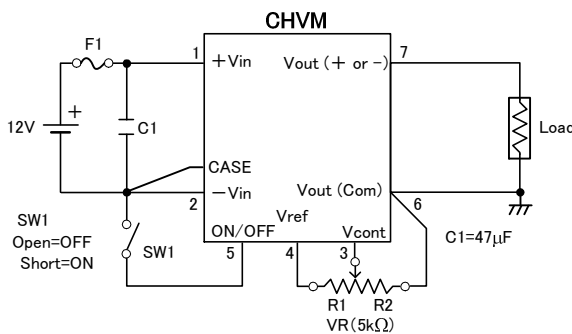 CHVM
F1
1
+Vin
Vout (+ or -)
7
+
12V
C1
Load
CASE
2
-Vin
Vout (Com)
6
SW1
Open=OFF
Short=ON
SW1
ON/OFF
Vref
Vcont
C1=47μF
5
4
3
R1
R2
VR(5kΩ)